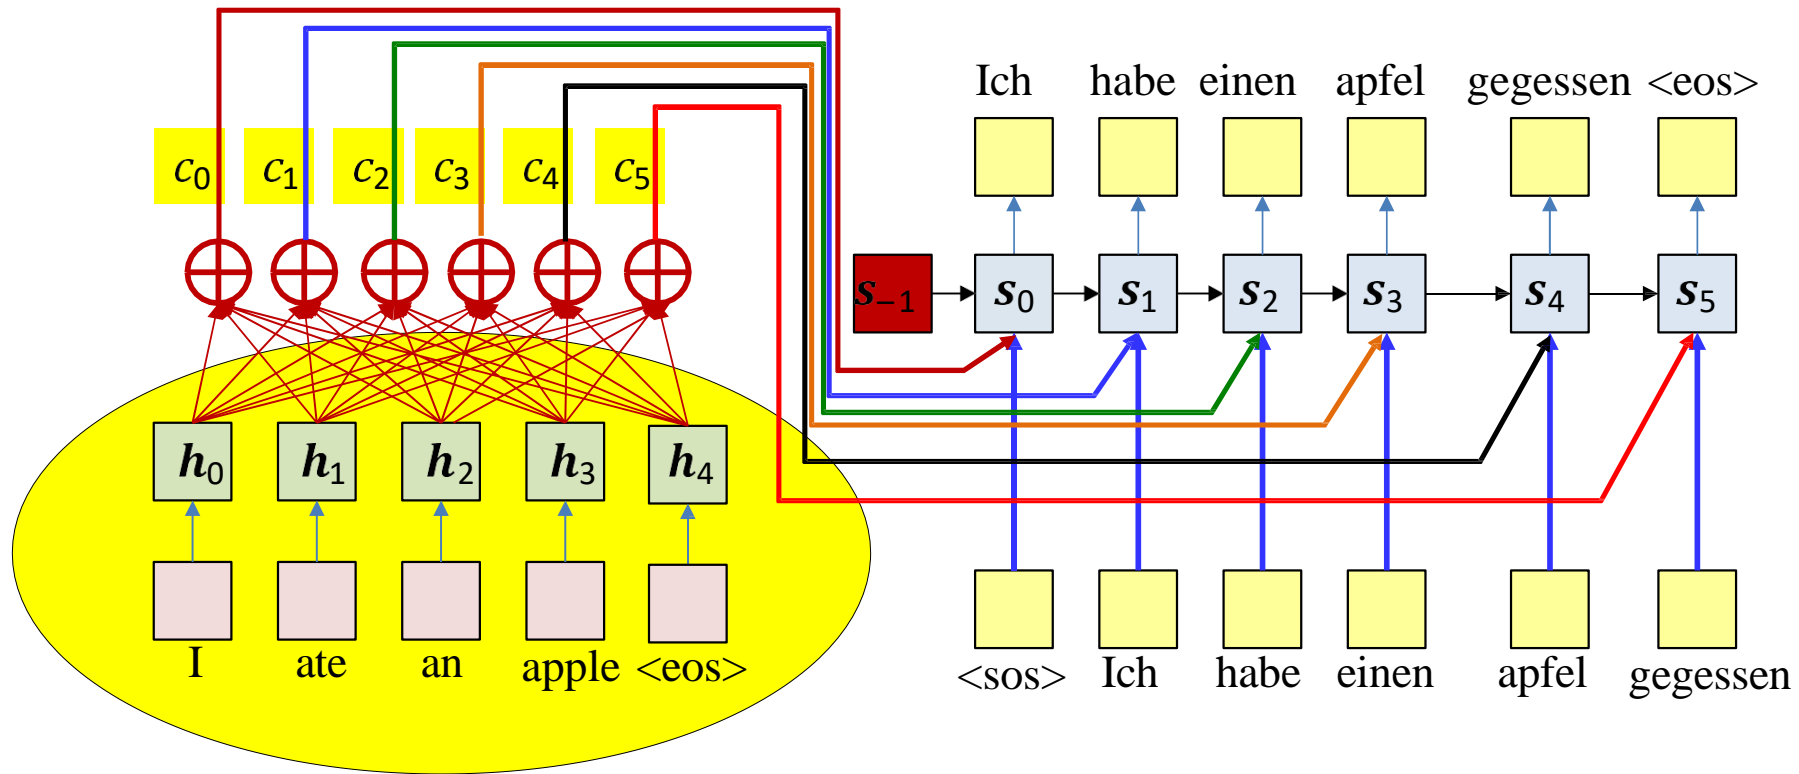 Ich habe einen apfel gegessen <eos>
c₀ c₁ c₂ c₃ c₄ c₅
s₋₁ s₀ s₁ s₂ s₃ s₄ s₅
h₀ h₁ h₂ h₃ h₄
I ate an apple <eos>
<sos> Ich habe einen apfel gegessen